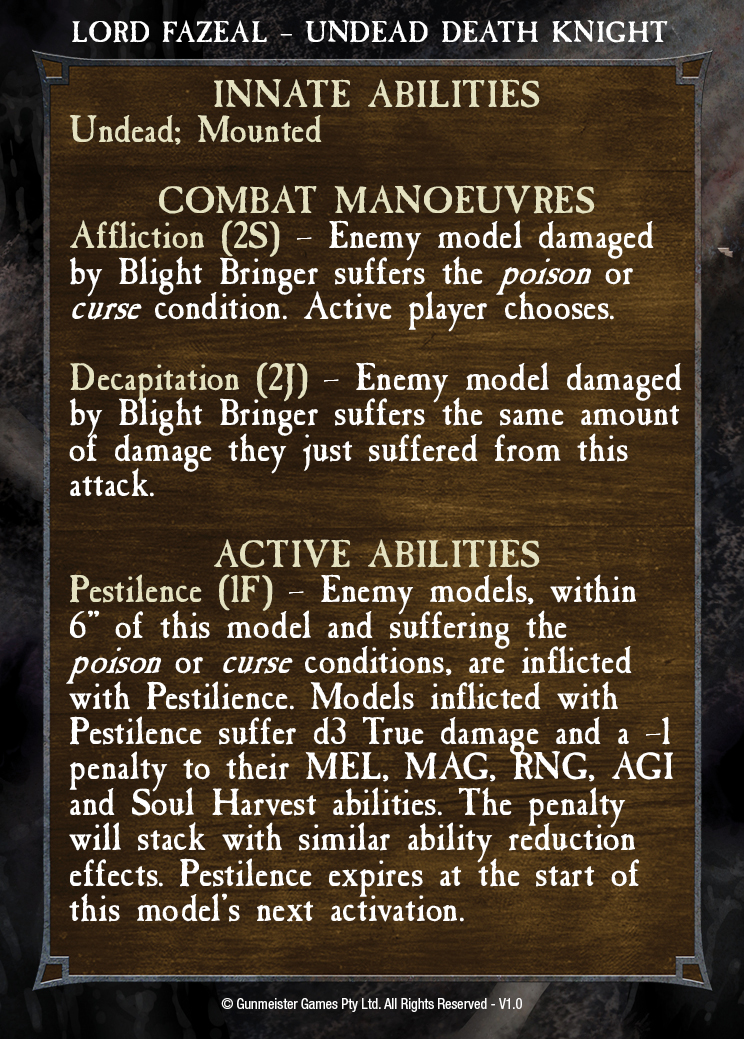 LORD FAZEAL – UNDEAD DEATH KNIGHT
INNATE ABILITIES
Undead; Mounted
COMBAT MANOEUVRES
Affliction (2S) – Enemy model damaged
by Blight Bringer suffers the poison or
curse condition. Active player chooses.
Decapitation (2J) – Enemy model damaged
by Blight Bringer suffers the same amount
of damage they just suffered from this
attack.
ACTIVE ABILITIES
Pestilence (1F) – Enemy models, within
6” of this model and suffering the
poison or curse conditions, are inflicted
with Pestilience. Models inflicted with
Pestilence suffer d3 True damage and a –1
penalty to their MEL, MAG, RNG, AGI
and Soul Harvest abilities. The penalty
will stack with similar ability reduction
effects. Pestilence expires at the start of
this model’s next activation.
© Gunmeister Games Pty Ltd. All Rights Reserved - V1.0